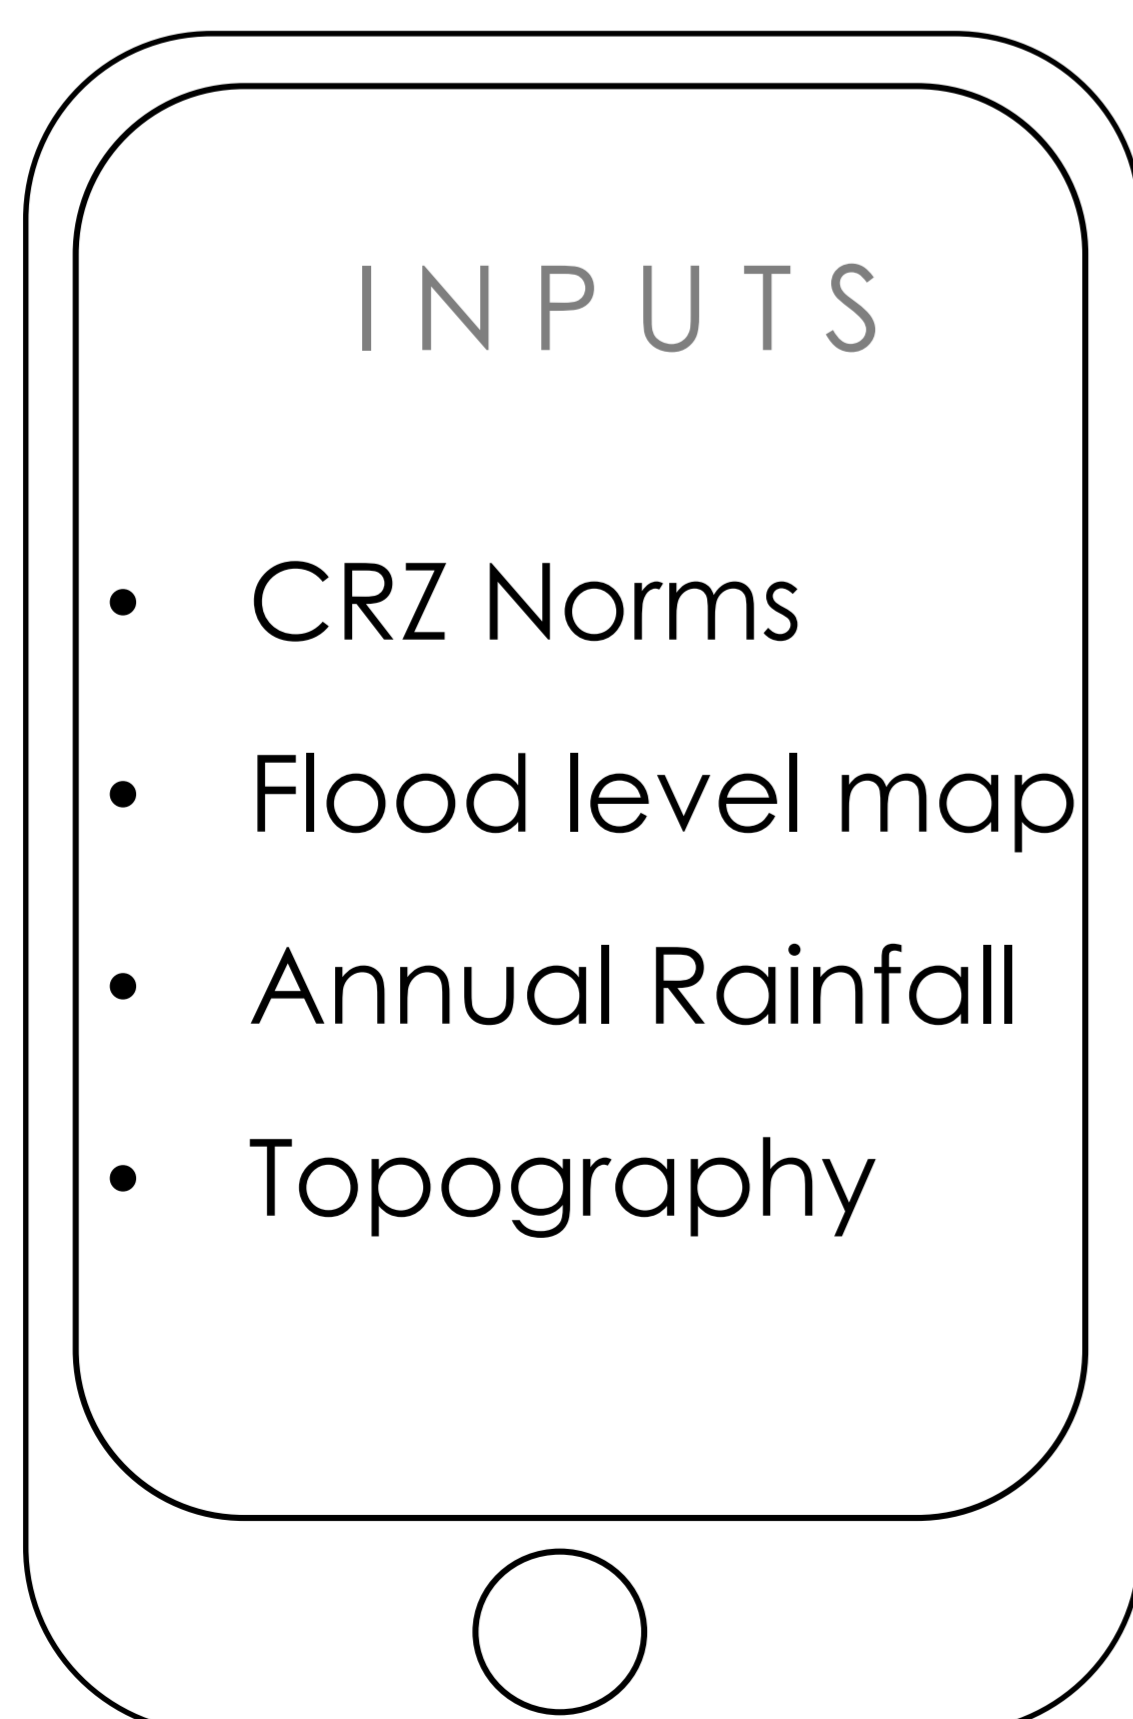 INPUTS
• CRZ Norms
• Flood level map
• Annual Rainfall
• Topography